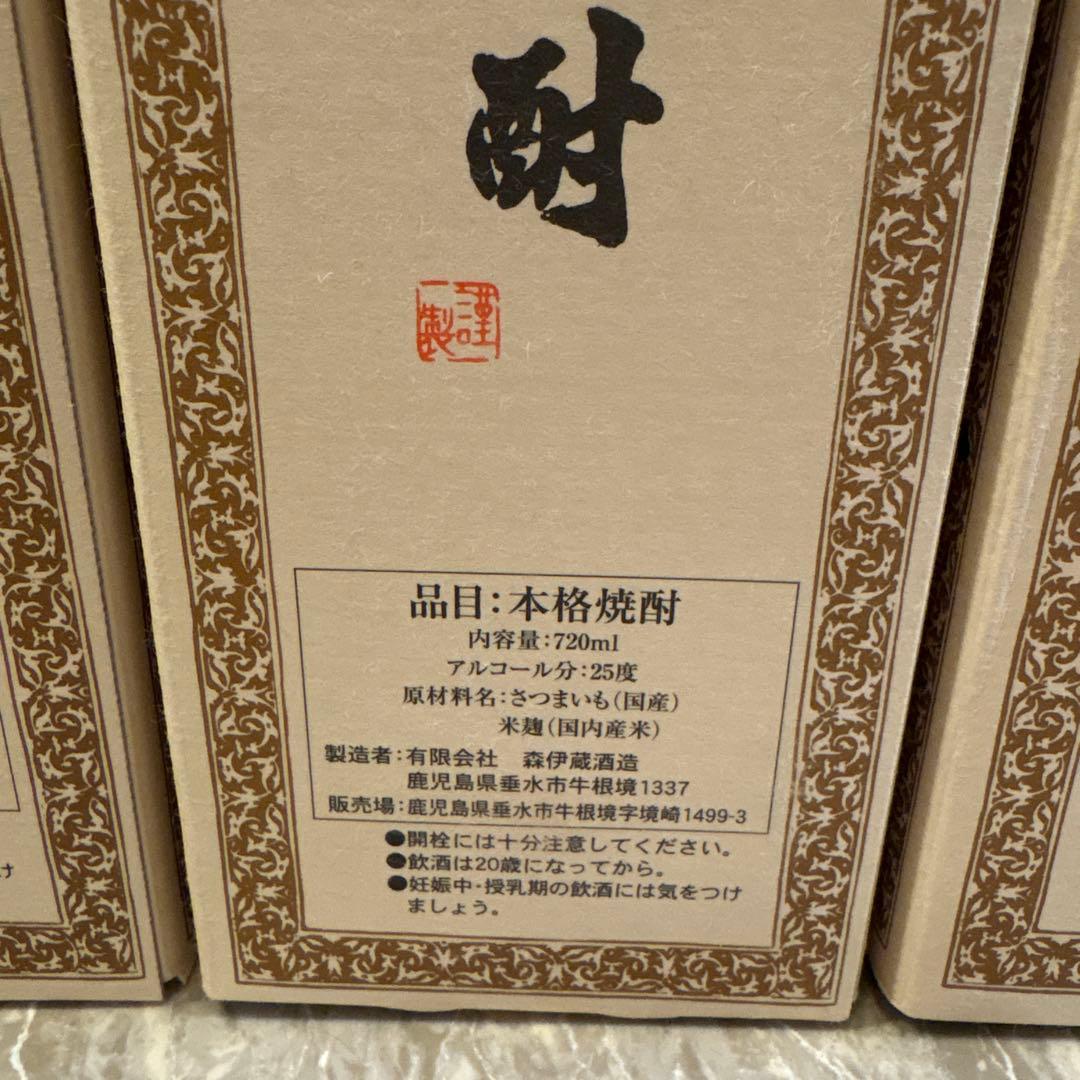 酎
謹製
品目：本格焼酎
内容量：720ml
アルコール分：25度
原材料名：さつまいも（国産）
米麹（国内産米）
製造者：有限会社　森伊蔵酒造
鹿児島県垂水市牛根境1337
販売場：鹿児島県垂水市牛根境字境崎1499-3
●開栓には十分注意してください。
●飲酒は20歳になってから。
●妊娠中・授乳期の飲酒には気をつけ
ましょう。
け